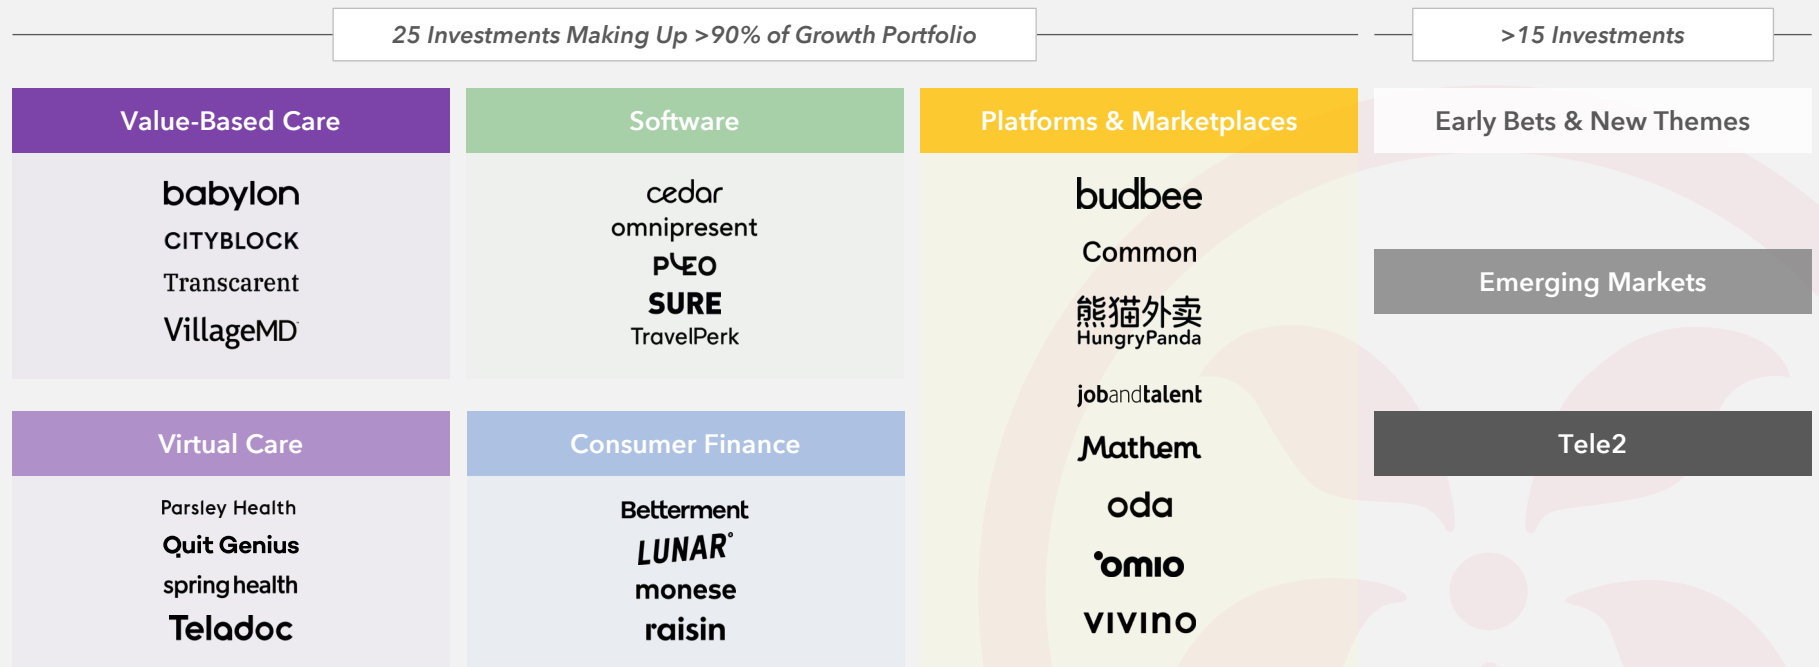 25 Investments Making Up >90% of Growth Portfolio
>15 Investments
Value-Based Care
babylon
CITYBLOCK
Transcarent
VillageMD
Software
cedar
omnipresent
PLEO
SURE
TravelPerk
Platforms & Marketplaces
budbee
Common
熊猫外卖
HungryPanda
jobandtalent
Mathem
oda
omio
VIVINO
Early Bets & New Themes
Emerging Markets
Tele2
Virtual Care
Parsley Health
Quit Genius
spring health
Teladoc
Consumer Finance
Betterment
LUNAR°
monese
raisin